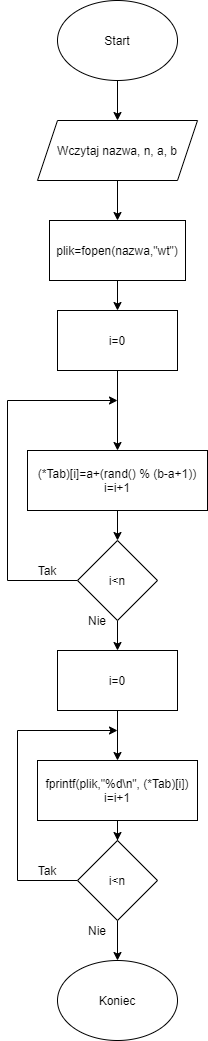 Start
Wczytaj nazwa, n, a, b
plik=fopen(nazwa,"wt")
i=0
(*Tab)[i]=a+(rand() % (b-a+1))
i=i+1
Tak
i<n
Nie
i=0
fprintf(plik,"%d\n", (*Tab)[i])
i=i+1
Tak
i<n
Nie
Koniec